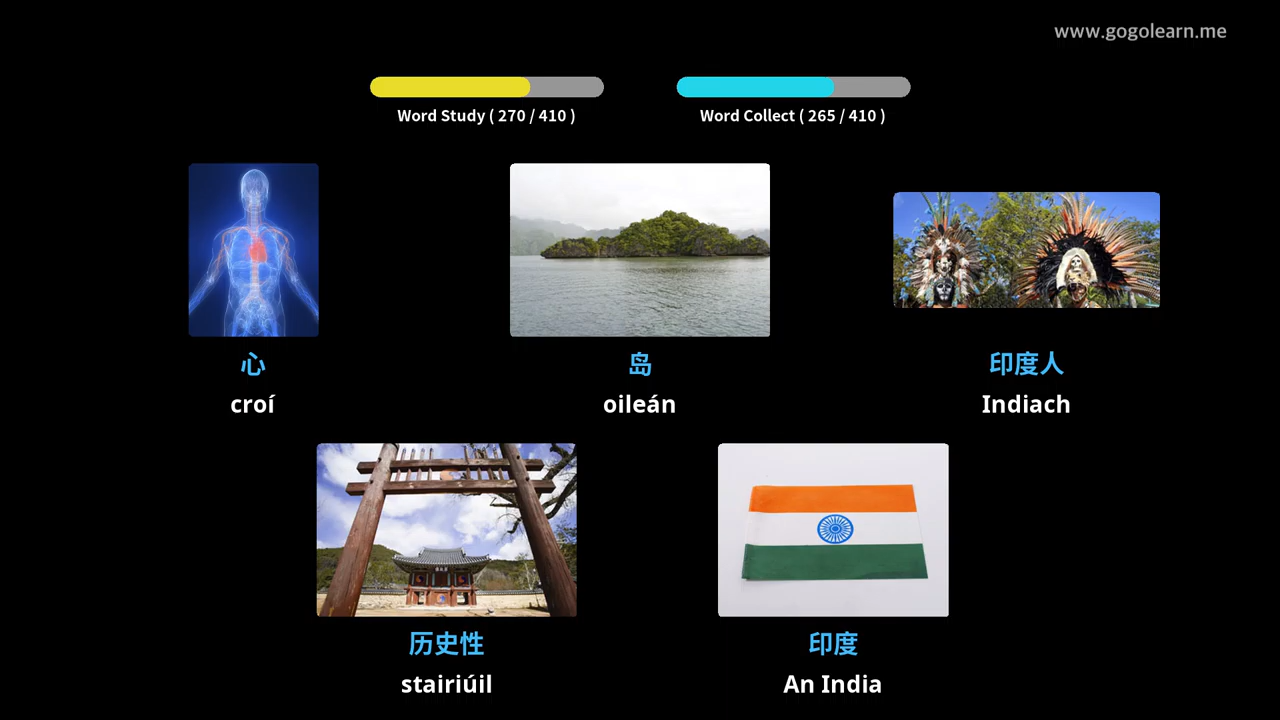 www.gogolearn.me
Word Study ( 270 / 410 )
Word Collect ( 265 / 410 )
心
croí
岛
oileán
印度人
Indiach
历史性
stairiúil
印度
An India